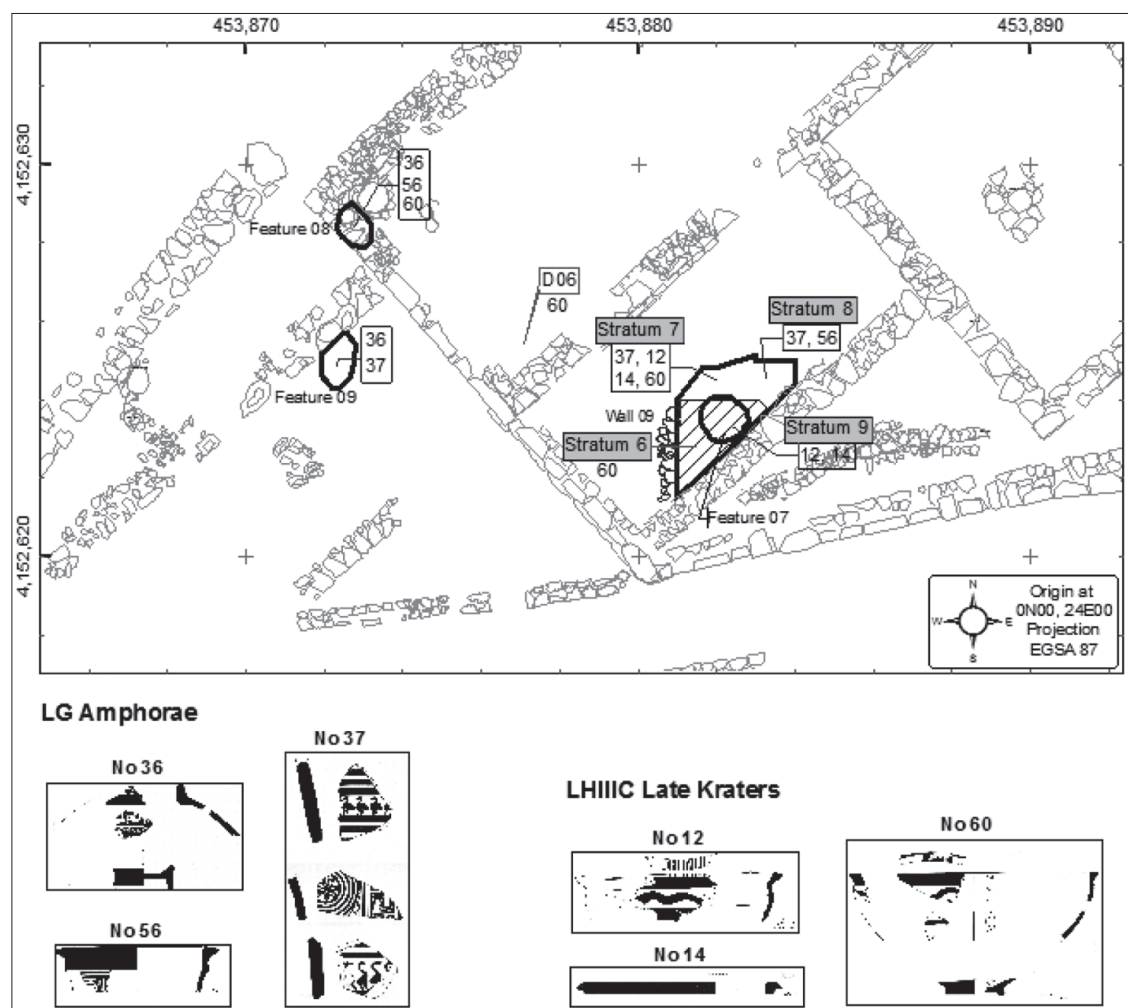 453,870
453,880
453,890
4,152,630
4,152,620
36
56
60
Feature 08
D 06
60
Stratum 8
37, 56
Stratum 7
37, 12
14, 60
36
37
Feature 09
Wall 09
Stratum 6
60
Stratum 9
12, 14
Feature 07
N
W
E
S
Origin at
0N00, 24E00
Projection
EGSA 87
LG Amphorae
No 36
No 37
No 56
LHIIIC Late Kraters
No 12
No 60
No 14